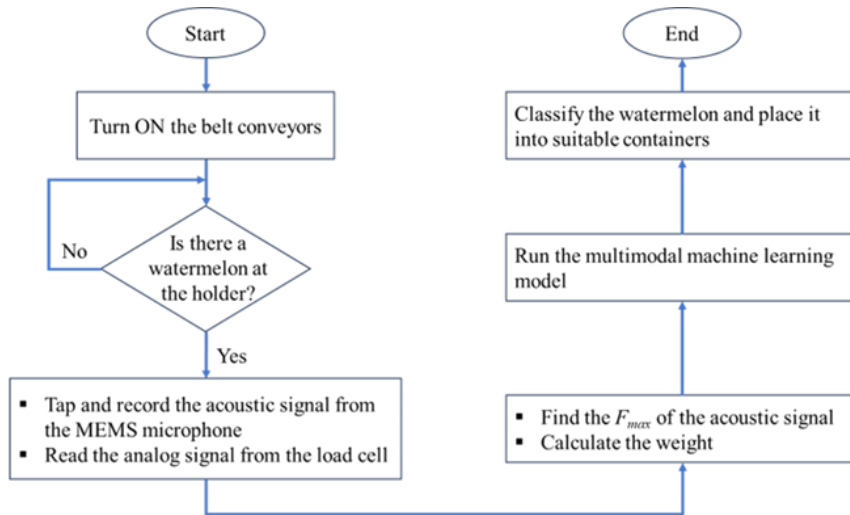 Start
Turn ON the belt conveyors
No
Is there a
watermelon at
the holder?
Yes
▪ Tap and record the acoustic signal from
the MEMS microphone
▪ Read the analog signal from the load cell
▪ Find the Fmax of the acoustic signal
▪ Calculate the weight
Run the multimodal machine learning
model
Classify the watermelon and place it
into suitable containers
End